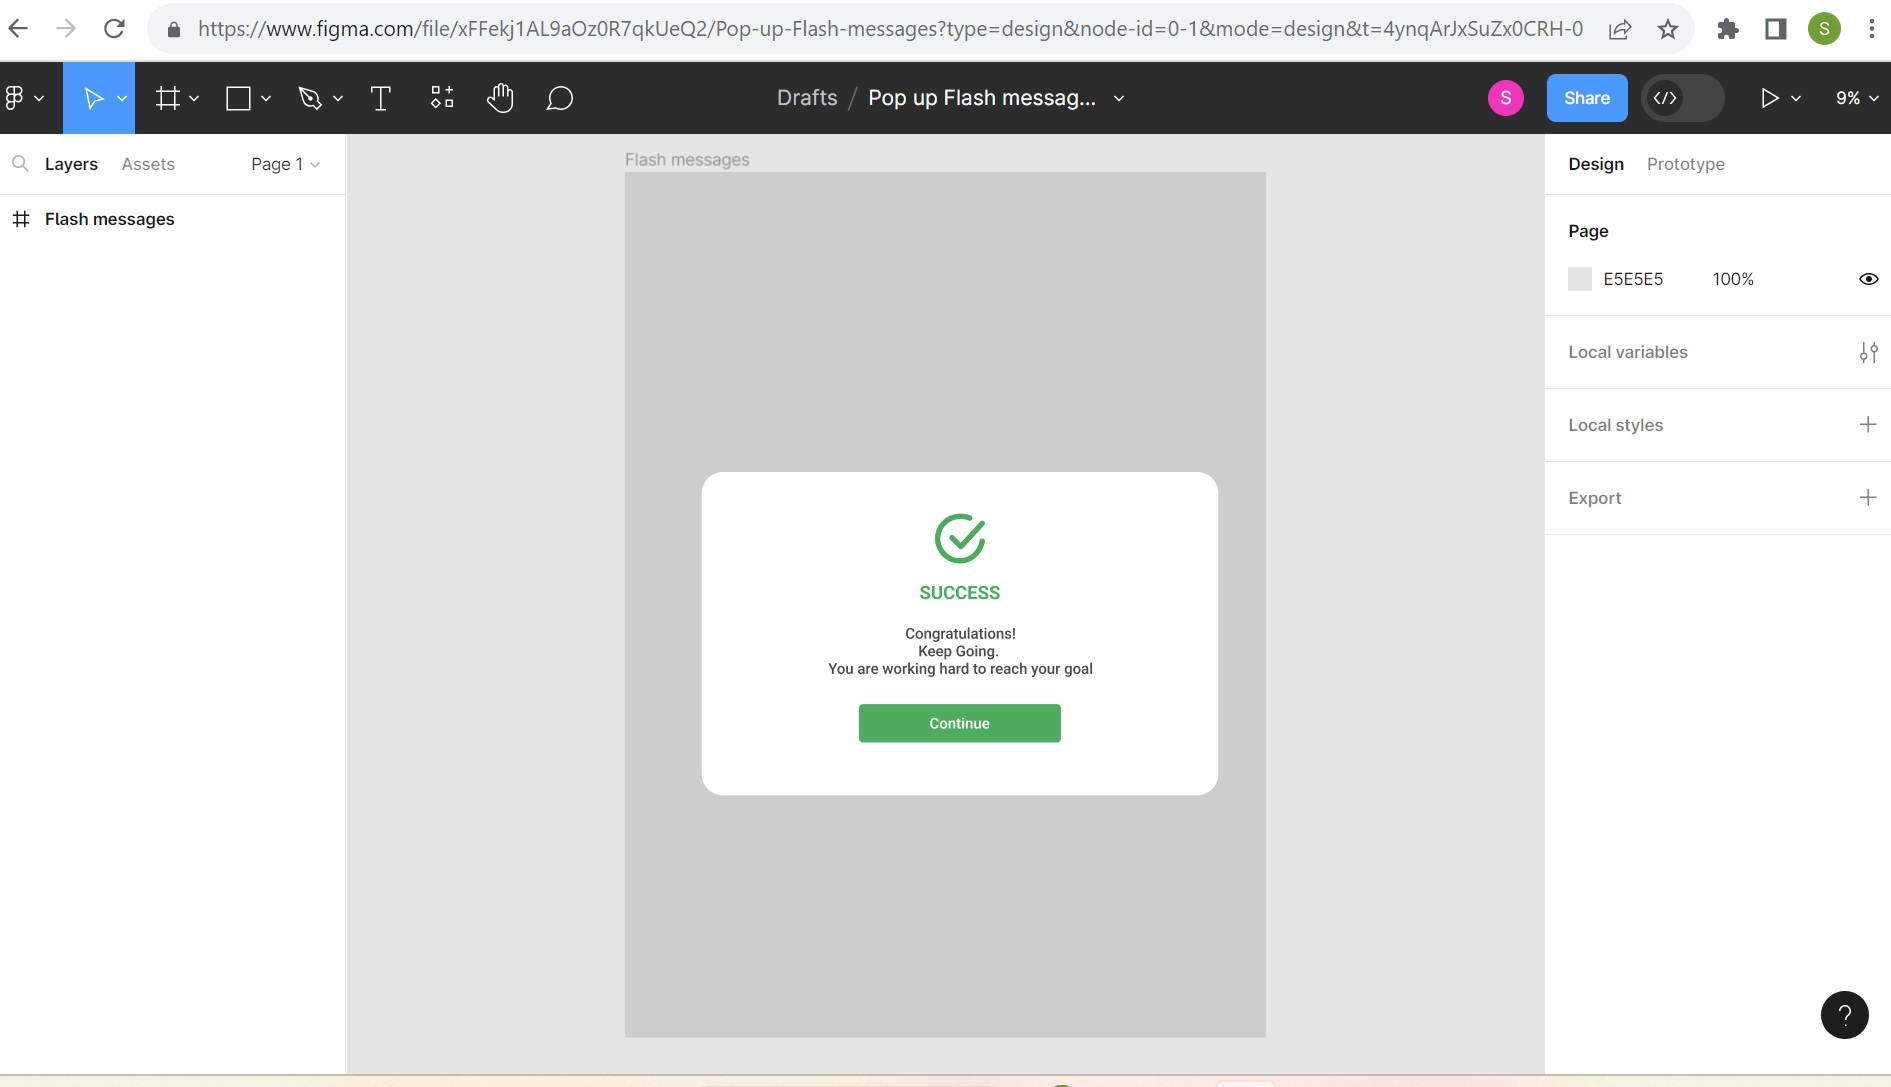 https://www.figma.com/file/xFFekj1AL9aOz0R7qkUeQ2/Pop-up-Flash-messages?type=design&node-id=0-1&mode=design&t=4ynqArJxSuZx0CRH-0
S
Drafts / Pop up Flash messag...
S
Share
9%
Layers
Assets
Page 1
Flash messages
Flash messages
SUCCESS
Congratulations!
Keep Going.
You are working hard to reach your goal
Continue
Design
Prototype
Page
E5E5E5
100%
Local variables
Local styles
Export
?